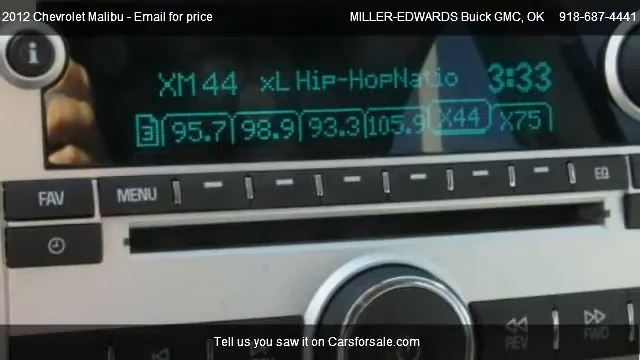 2012 Chevrolet Malibu - Email for price MILLER-EDWARDS Buick GMC, OK 918-687-4441
i
XM 44 xL Hip-HopNatio 3:33
3 95.7 98.9 93.3 105.9 X44 X75
FAV MENU EQ
REV FWD
Tell us you saw it on Carsforsale.com